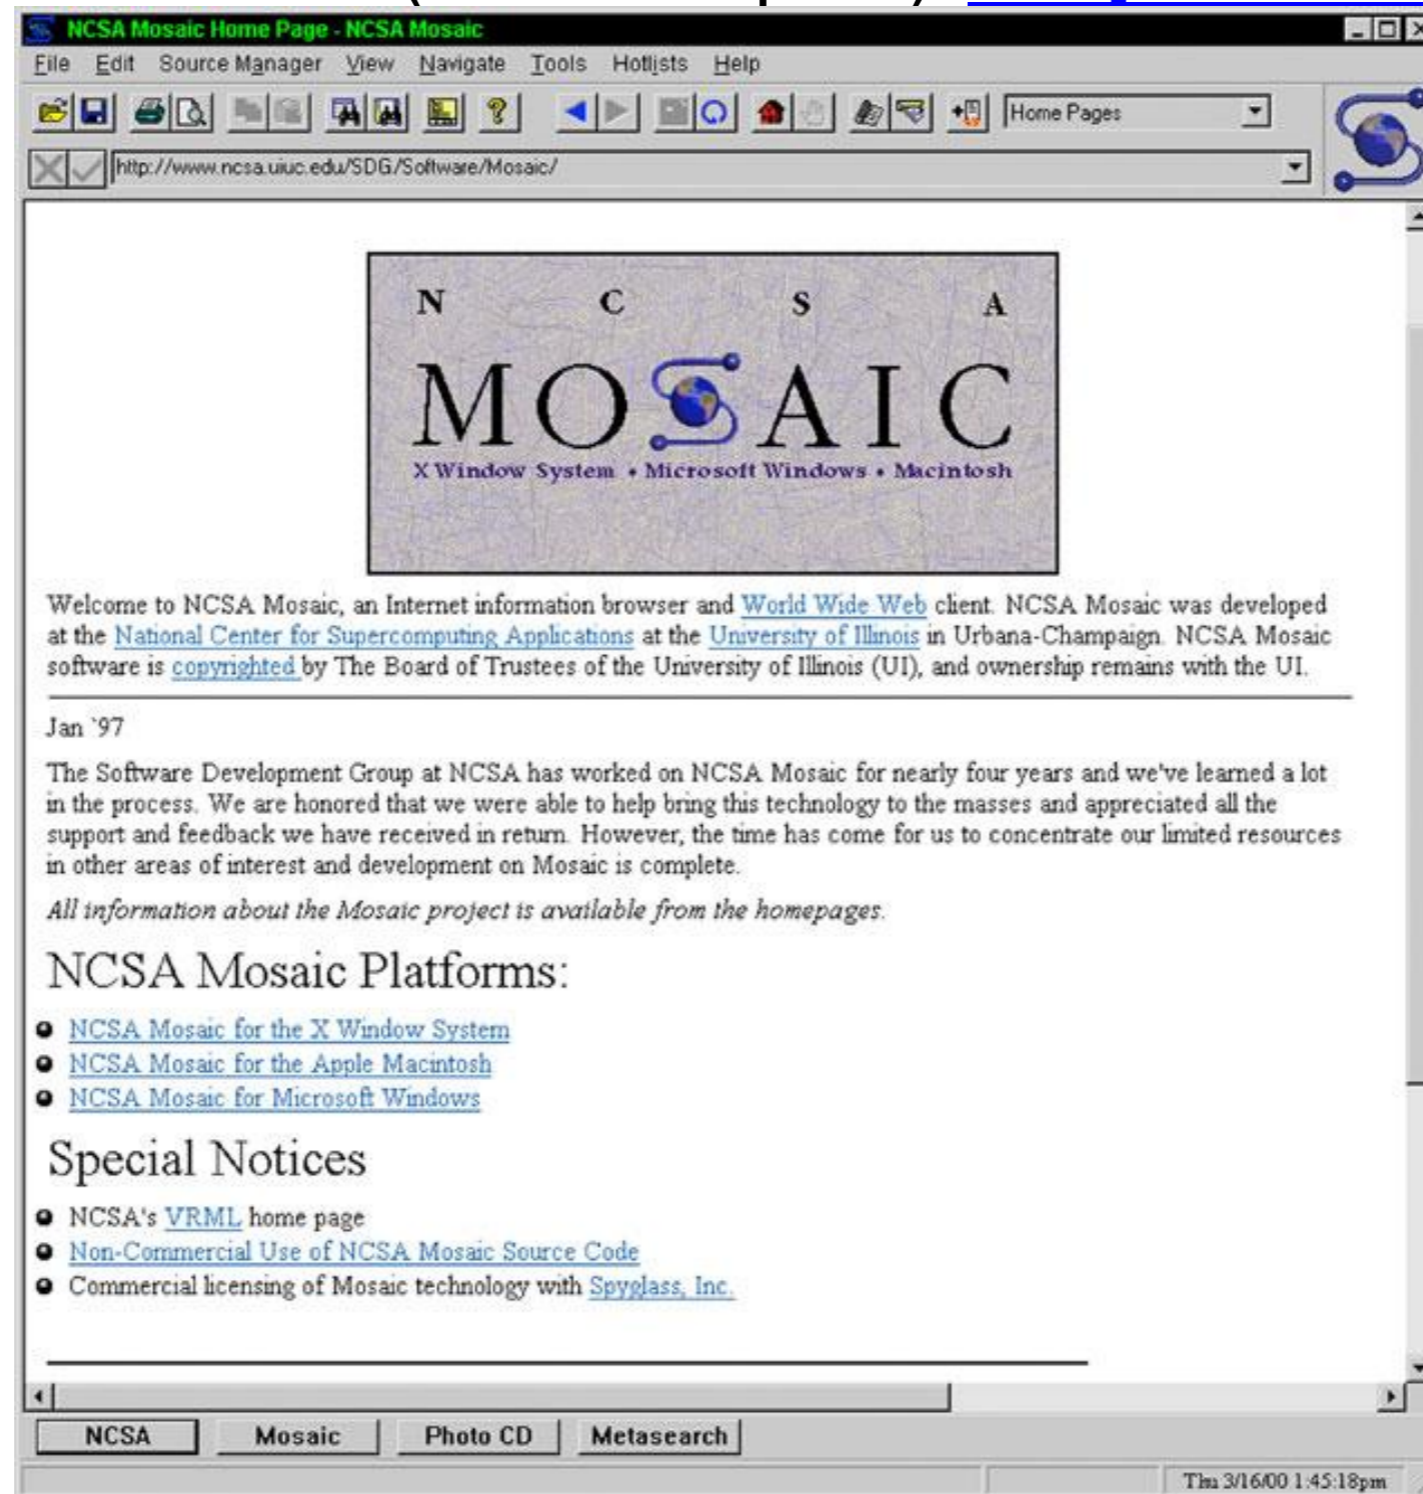 NCSA Mosaic Home Page - NCSA Mosaic
File Edit Source Manager View Navigate Tools Hotlists Help
Home Pages
http://www.ncsa.uiuc.edu/SDG/Software/Mosaic/
N C S A
MOSAIC
X Window System • Microsoft Windows • Macintosh
Welcome to NCSA Mosaic, an Internet information browser and World Wide Web client. NCSA Mosaic was developed
at the National Center for Supercomputing Applications at the University of Illinois in Urbana-Champaign. NCSA Mosaic
software is copyrighted by The Board of Trustees of the University of Illinois (UI), and ownership remains with the UI.
Jan `97
The Software Development Group at NCSA has worked on NCSA Mosaic for nearly four years and we've learned a lot
in the process. We are honored that we were able to help bring this technology to the masses and appreciated all the
support and feedback we have received in return. However, the time has come for us to concentrate our limited resources
in other areas of interest and development on Mosaic is complete.
All information about the Mosaic project is available from the homepages.
NCSA Mosaic Platforms:
NCSA Mosaic for the X Window System
NCSA Mosaic for the Apple Macintosh
NCSA Mosaic for Microsoft Windows
Special Notices
NCSA's VRML home page
Non-Commercial Use of NCSA Mosaic Source Code
Commercial licensing of Mosaic technology with Spyglass, Inc.
NCSA Mosaic Photo CD Metasearch
Thu 3/16/00 1:45:18pm